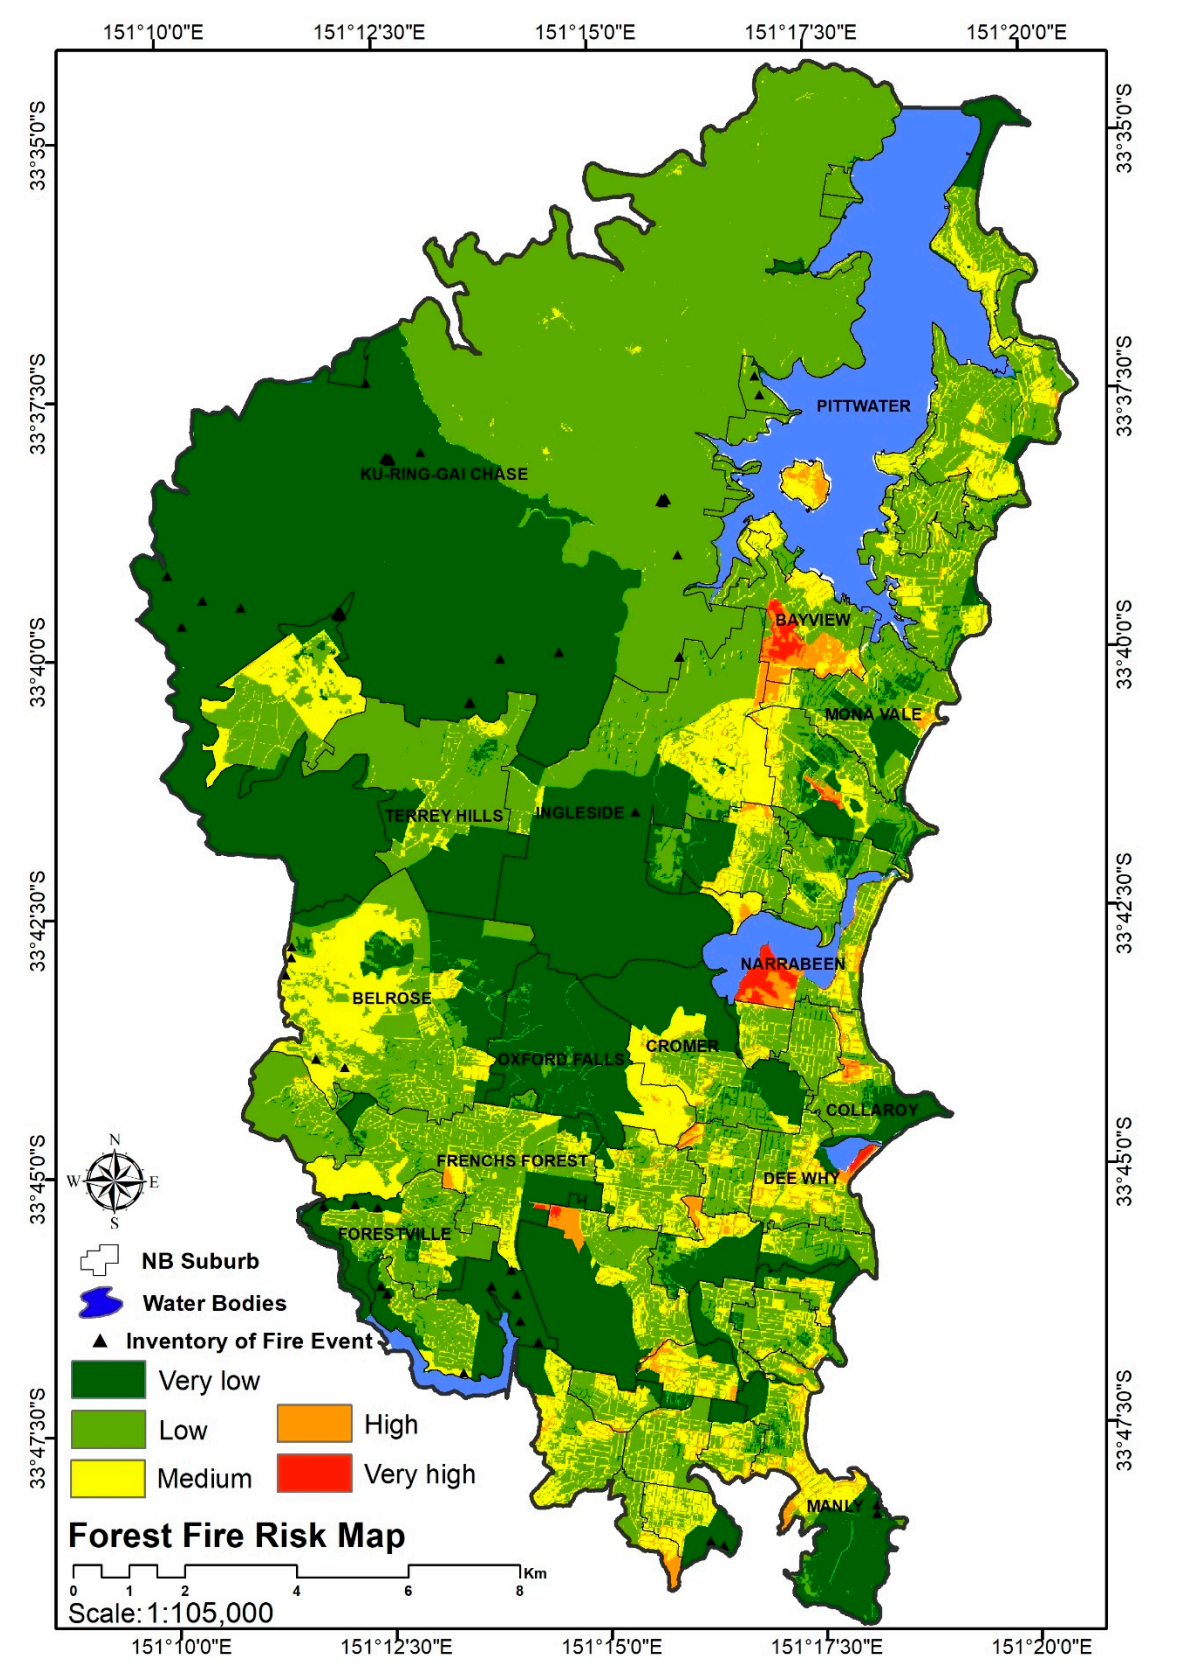 151°10'0"E 151°12'30"E 151°15'0"E 151°17'30"E 151°20'0"E
33°35'0"S
33°35'0"S
33°37'30"S
33°37'30"S
PITTWATER
KU-RING-GAI CHASE
33°40'0"S
33°40'0"S
BAYVIEW
MONA VALE
TERREY HILLS
INGLESIDE
33°42'30"S
33°42'30"S
NARRABEEN
BELROSE
CROMER
OXFORD FALLS
COLLAROY
33°45'0"S
33°45'0"S
FRENCHS FOREST
DEE WHY
FORESTVILLE
N
W E
S
NB Suburb
Water Bodies
Inventory of Fire Event
Very low
Low
High
Medium
Very high
33°47'30"S
33°47'30"S
MANLY
Forest Fire Risk Map
Km
0 1 2 4 6 8
Scale: 1:105,000
151°10'0"E 151°12'30"E 151°15'0"E 151°17'30"E 151°20'0"E